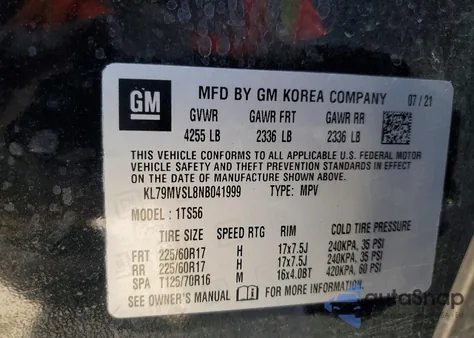 GM
MFD BY GM KOREA COMPANY 07 / 21
GVWR GAWR FRT GAWR RR
4255 LB 2336 LB 2336 LB
THIS VEHICLE CONFORMS TO ALL APPLICABLE U.S. FEDERAL MOTOR
VEHICLE SAFETY AND THEFT PREVENTION STANDARDS IN EFFECT
ON THE DATE OF MANUFACTURE SHOWN ABOVE.
KL79MVSL8NB041999 TYPE: MPV
MODEL: 1TS56
TIRE SIZE SPEED RTG RIM COLD TIRE PRESSURE
FRT 225/60R17 H 17x7.5J 240KPA, 35 PSI
RR 225/60R17 H 17x7.5J 240KPA, 35 PSI
SPA T125/70R16 M 16x4.0BT 420KPA, 60 PSI
SEE OWNER'S MANUAL FOR MORE INFORMATION.
autoSnap